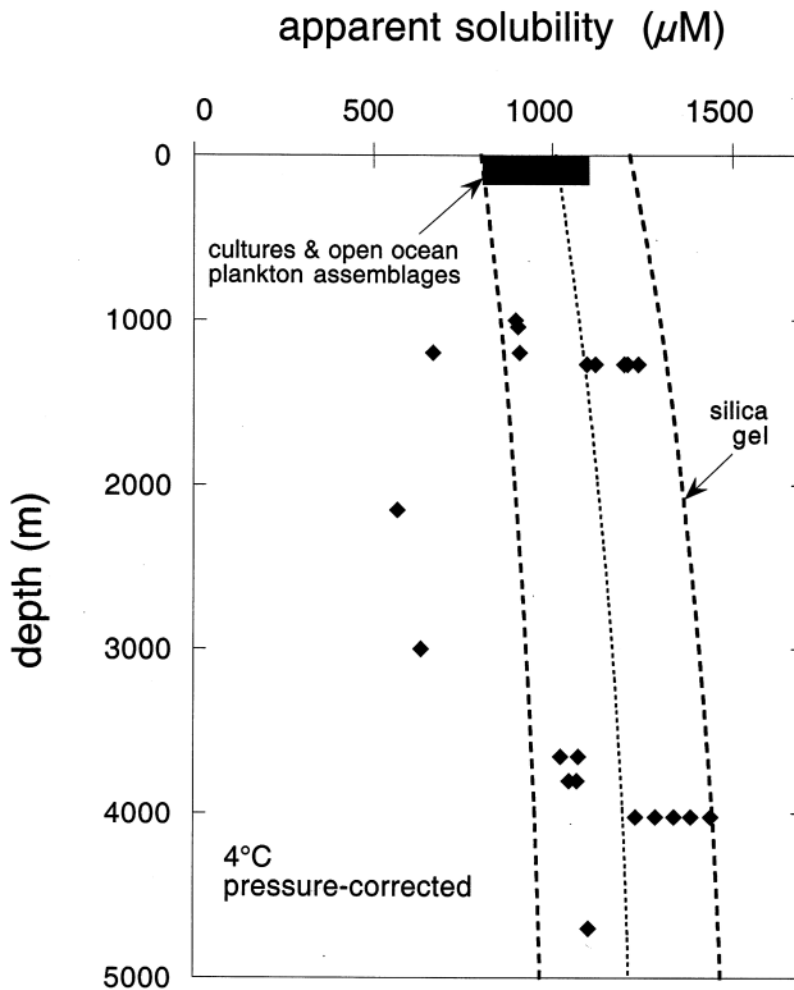 apparent solubility (µM)
0 500 1000 1500
0
cultures & open ocean
plankton assemblages
1000
silica
gel
2000
depth (m)
3000
4000
4°C
pressure-corrected
5000